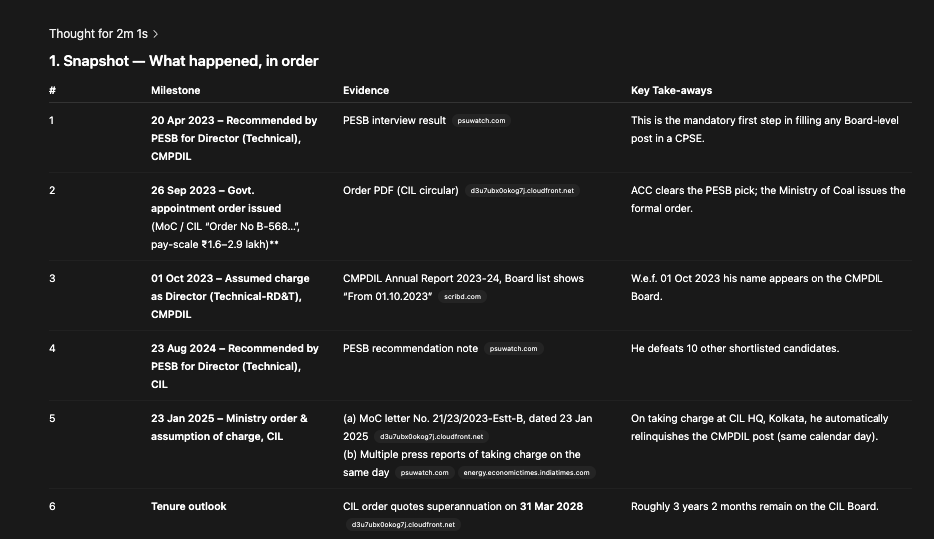 Thought for 2m 1s >
1. Snapshot — What happened, in order
# Milestone Evidence Key Take-aways
1 20 Apr 2023 – Recommended by PESB for Director (Technical), CMPDIL PESB interview result psuwatch.com This is the mandatory first step in filling any Board-level post in a CPSE.
2 26 Sep 2023 – Govt. appointment order issued (MoC / CIL “Order No B-568…”, pay-scale ₹1.6–2.9 lakh)** Order PDF (CIL circular) d3u7ubx0okog7j.cloudfront.net ACC clears the PESB pick; the Ministry of Coal issues the formal order.
3 01 Oct 2023 – Assumed charge as Director (Technical-RD&T), CMPDIL CMPDIL Annual Report 2023-24, Board list shows “From 01.10.2023” scribd.com W.e.f. 01 Oct 2023 his name appears on the CMPDIL Board.
4 23 Aug 2024 – Recommended by PESB for Director (Technical), CIL PESB recommendation note psuwatch.com He defeats 10 other shortlisted candidates.
5 23 Jan 2025 – Ministry order & assumption of charge, CIL (a) MoC letter No. 21/23/2023-Estt-B, dated 23 Jan 2025 d3u7ubx0okog7j.cloudfront.net (b) Multiple press reports of taking charge on the same day psuwatch.com energy.economictimes.indiatimes.com On taking charge at CIL HQ, Kolkata, he automatically relinquishes the CMPDIL post (same calendar day).
6 Tenure outlook CIL order quotes superannuation on 31 Mar 2028 d3u7ubx0okog7j.cloudfront.net Roughly 3 years 2 months remain on the CIL Board.